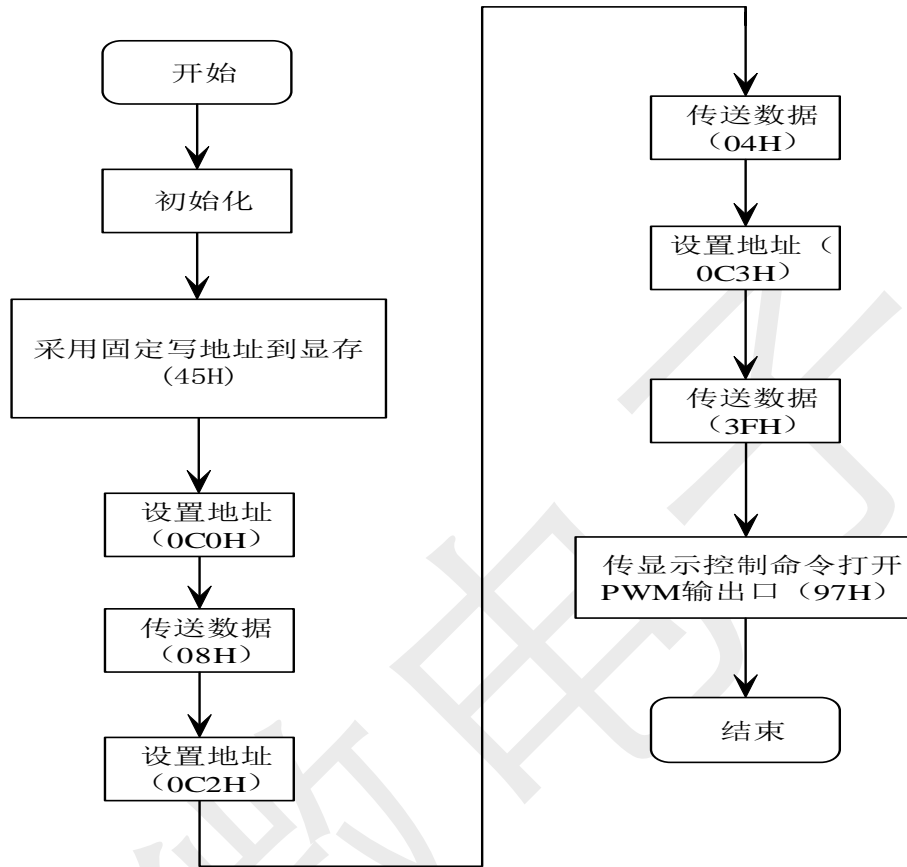 开始
初始化
采用固定写地址到显存
(45H)
设置地址
(0C0H)
传送数据
(08H)
设置地址
(0C2H)
传送数据
（04H）
设置地址（
0C3H）
传送数据
（3FH）
传显示控制命令打开
PWM输出口（97H）
结束
微电子